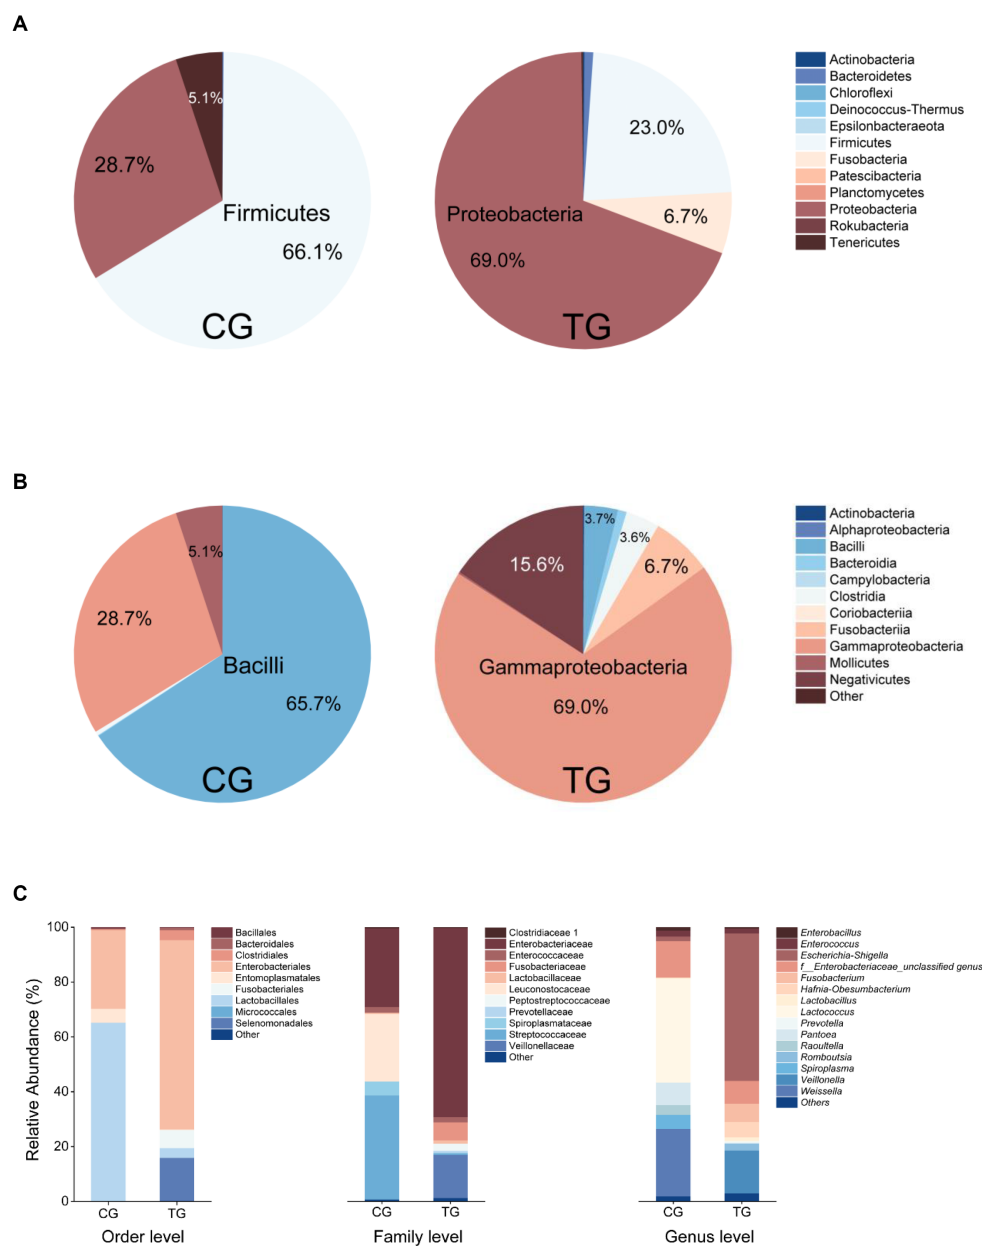 A
5.1%
28.7%
Firmicutes
66.1%
CG
23.0%
Proteobacteria
6.7%
69.0%
TG
Actinobacteria
Bacteroidetes
Chloroflexi
Deinococcus-Thermus
Epsilonbacteraeota
Firmicutes
Fusobacteria
Patescibacteria
Planctomycetes
Proteobacteria
Rokubacteria
Tenericutes
B
5.1%
28.7%
Bacilli
65.7%
CG
3.7%
3.6%
15.6%
6.7%
Gammaproteobacteria
69.0%
TG
Actinobacteria
Alphaproteobacteria
Bacilli
Bacteroidia
Campylobacteria
Clostridia
Coriobacteriia
Fusobacteriia
Gammaproteobacteria
Mollicutes
Negativicutes
Other
C
Relative Abundance (%)
100
80
60
40
20
0
CG TG
Order level
Bacillales
Bacteroidales
Clostridiales
Enterobacteriales
Entomoplasmatales
Fusobacteriales
Lactobacillales
Micrococcales
Selenomonadales
Other
CG TG
Family level
Clostridiaceae 1
Enterobacteriaceae
Enterococcaceae
Fusobacteriaceae
Lactobacillaceae
Leuconostocaceae
Peptostreptococcaceae
Prevotellaceae
Spiroplasmataceae
Streptococcaceae
Veillonellaceae
Other
CG TG
Genus level
Enterobacillus
Enterococcus
Escherichia-Shigella
f__Enterobacteriaceae_unclassified genus
Fusobacterium
Hafnia-Obesumbacterium
Lactobacillus
Lactococcus
Prevotella
Pantoea
Raoultella
Romboutsia
Spiroplasma
Veillonella
Weissella
Others